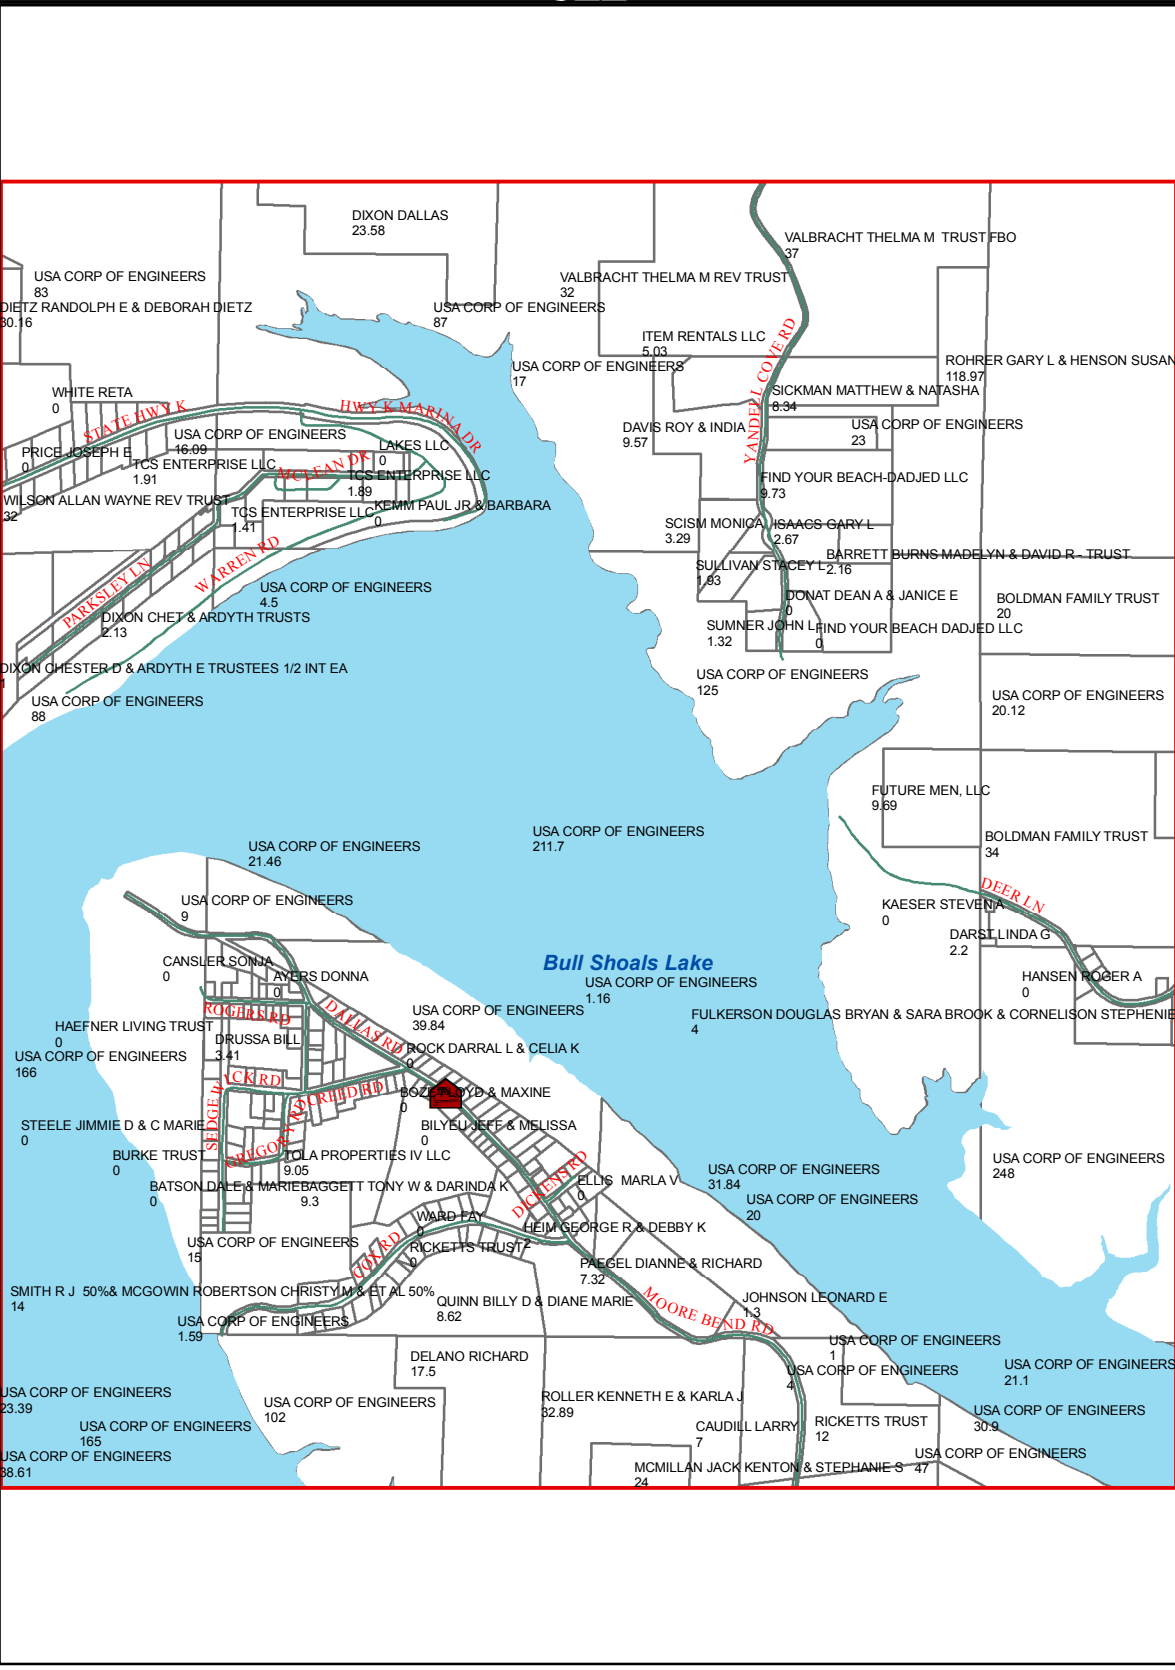 DIXON DALLAS
23.58
VALBRACHT THELMA M TRUST FBO
37
USA CORP OF ENGINEERS
83
VALBRACHT THELMA M REV TRUST
32
DIETZ RANDOLPH E & DEBORAH DIETZ
30.16
USA CORP OF ENGINEERS
87
ITEM RENTALS LLC
5.03
YANDELL COVE RD
USA CORP OF ENGINEERS
17
ROHRER GARY L & HENSON SUSAN
118.97
SICKMAN MATTHEW & NATASHA
8.34
WHITE RETA
0
STATE HWY K
HWY K MARINA DR
USA CORP OF ENGINEERS
16.09
DAVIS ROY & INDIA
9.57
USA CORP OF ENGINEERS
23
LAKES LLC
0
PRICE JOSEPH E
0
TCS ENTERPRISE LLC
1.91
MCLEAN DR
TCS ENTERPRISE LLC
1.89
FIND YOUR BEACH-DADJED LLC
9.73
WILSON ALLAN WAYNE REV TRUST
32
TCS ENTERPRISE LLC
1.41
KEMM PAUL JR & BARBARA
0
SCISM MONICA
3.29
ISAACS GARY L
2.67
BARRETT BURNS MADELYN & DAVID R - TRUST
2.16
SULLIVAN STACEY L
1.93
WARREN RD
PARKSLEY LN
USA CORP OF ENGINEERS
4.5
DONAT DEAN A & JANICE E
0
BOLDMAN FAMILY TRUST
20
DIXON CHET & ARDYTH TRUSTS
2.13
SUMNER JOHN L
1.32
FIND YOUR BEACH DADJED LLC
0
DIXON CHESTER D & ARDYTH E TRUSTEES 1/2 INT EA
1
USA CORP OF ENGINEERS
125
USA CORP OF ENGINEERS
88
USA CORP OF ENGINEERS
20.12
FUTURE MEN, LLC
9.69
USA CORP OF ENGINEERS
211.7
BOLDMAN FAMILY TRUST
34
USA CORP OF ENGINEERS
21.46
DEER LN
USA CORP OF ENGINEERS
9
KAESER STEVEN A
0
DARST LINDA G
2.2
CANSLER SONJA
0
Bull Shoals Lake
AYERS DONNA
0
USA CORP OF ENGINEERS
1.16
HANSEN ROGER A
0
ROGERS RD
DALLAS RD
USA CORP OF ENGINEERS
39.84
FULKERSON DOUGLAS BRYAN & SARA BROOK & CORNELISON STEPHENIE
4
HAEFNER LIVING TRUST
0
DRUSSA BILL
3.41
ROCK DARRAL L & CELIA K
0
USA CORP OF ENGINEERS
166
SEDGEWICK RD
CREED RD
BOZE FLOYD & MAXINE
0
GREGORY RD
STEELE JIMMIE D & C MARIE
0
BILYEU JEFF & MELISSA
0
BURKE TRUST
0
TOLA PROPERTIES IV LLC
9.05
USA CORP OF ENGINEERS
248
USA CORP OF ENGINEERS
31.84
DICKENS RD
ELLIS MARLA V
0
BATSON DALE & MARIE
0
BAGGETT TONY W & DARINDA K
9.3
USA CORP OF ENGINEERS
20
WARD FAY
0
HEIM GEORGE R & DEBBY K
2
USA CORP OF ENGINEERS
15
COX RD
RICKETTS TRUST
0
PAEGEL DIANNE & RICHARD
7.32
SMITH R J 50%& MCGOWIN ROBERTSON CHRISTY M & ET AL 50%
14
QUINN BILLY D & DIANE MARIE
8.62
MOORE BEND RD
JOHNSON LEONARD E
1.3
USA CORP OF ENGINEERS
1.59
USA CORP OF ENGINEERS
1
DELANO RICHARD
17.5
USA CORP OF ENGINEERS
4
USA CORP OF ENGINEERS
21.1
USA CORP OF ENGINEERS
23.39
USA CORP OF ENGINEERS
102
ROLLER KENNETH E & KARLA J
32.89
USA CORP OF ENGINEERS
30.9
USA CORP OF ENGINEERS
165
CAUDILL LARRY
7
RICKETTS TRUST
12
USA CORP OF ENGINEERS
38.61
USA CORP OF ENGINEERS
47
MCMILLAN JACK KENTON & STEPHANIE S
24